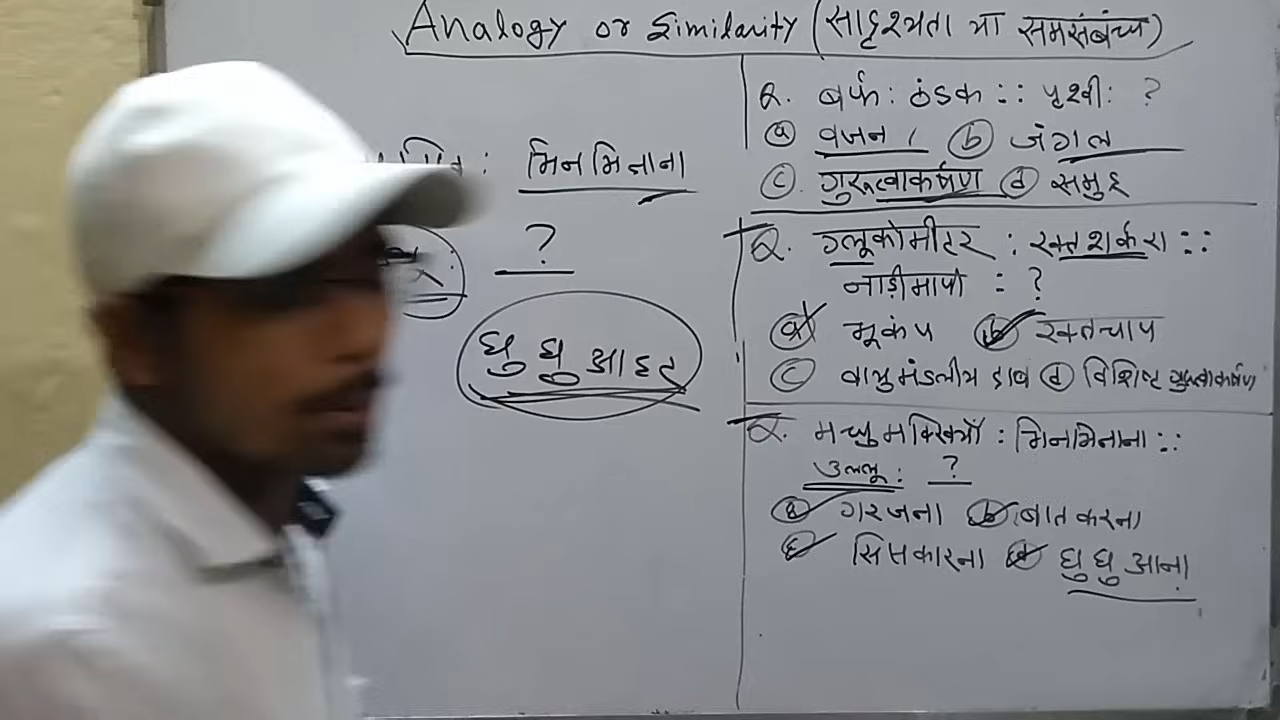 Analogy or Similarity (सादृश्यता या समसंबंध)
: भिनभिनाना
?
घुघुआहट
Q. बर्फ : ठंडक :: पृथ्वी : ?
(a) वजन (b) जंगल
(c) गुरुत्वाकर्षण (d) समुद्र
Q. ग्लूकोमीटर : रक्त शर्करा ::
नाड़ीमापी : ?
(a) भूकंप (b) रक्तचाप
(c) वायुमंडलीय दाब (d) विशिष्ट गुरुत्वाकर्षण
Q. मधुमक्खियाँ : भिनभिनाना ::
उल्लू : ?
(a) गरजना (b) बात करना
(c) सिसकारना (d) घुघुआना